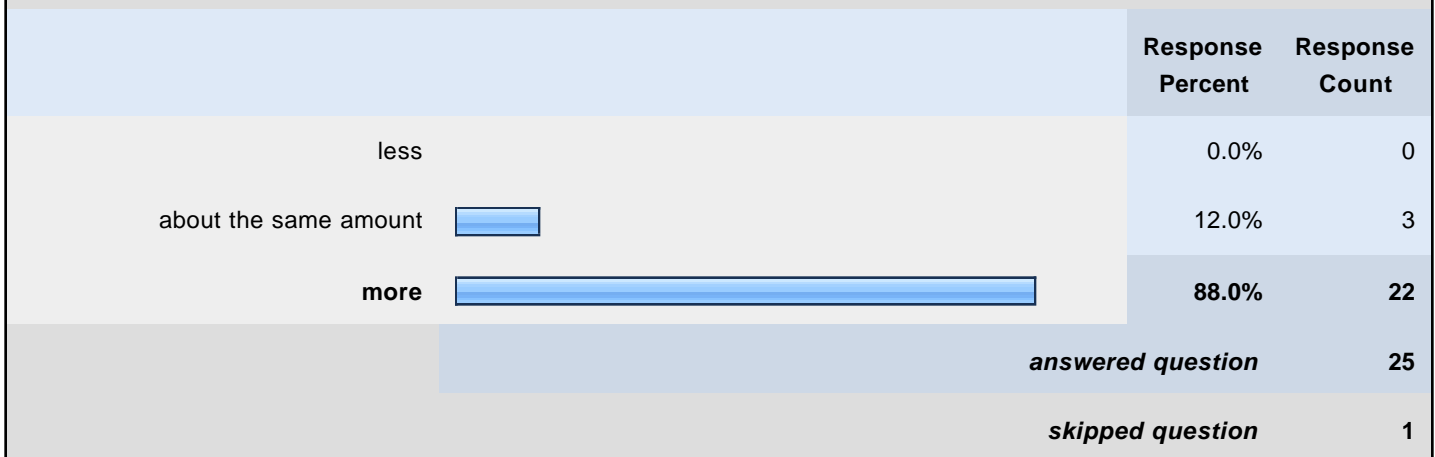 Response Percent Response Count
less 0.0% 0
about the same amount 12.0% 3
more 88.0% 22
answered question 25
skipped question 1